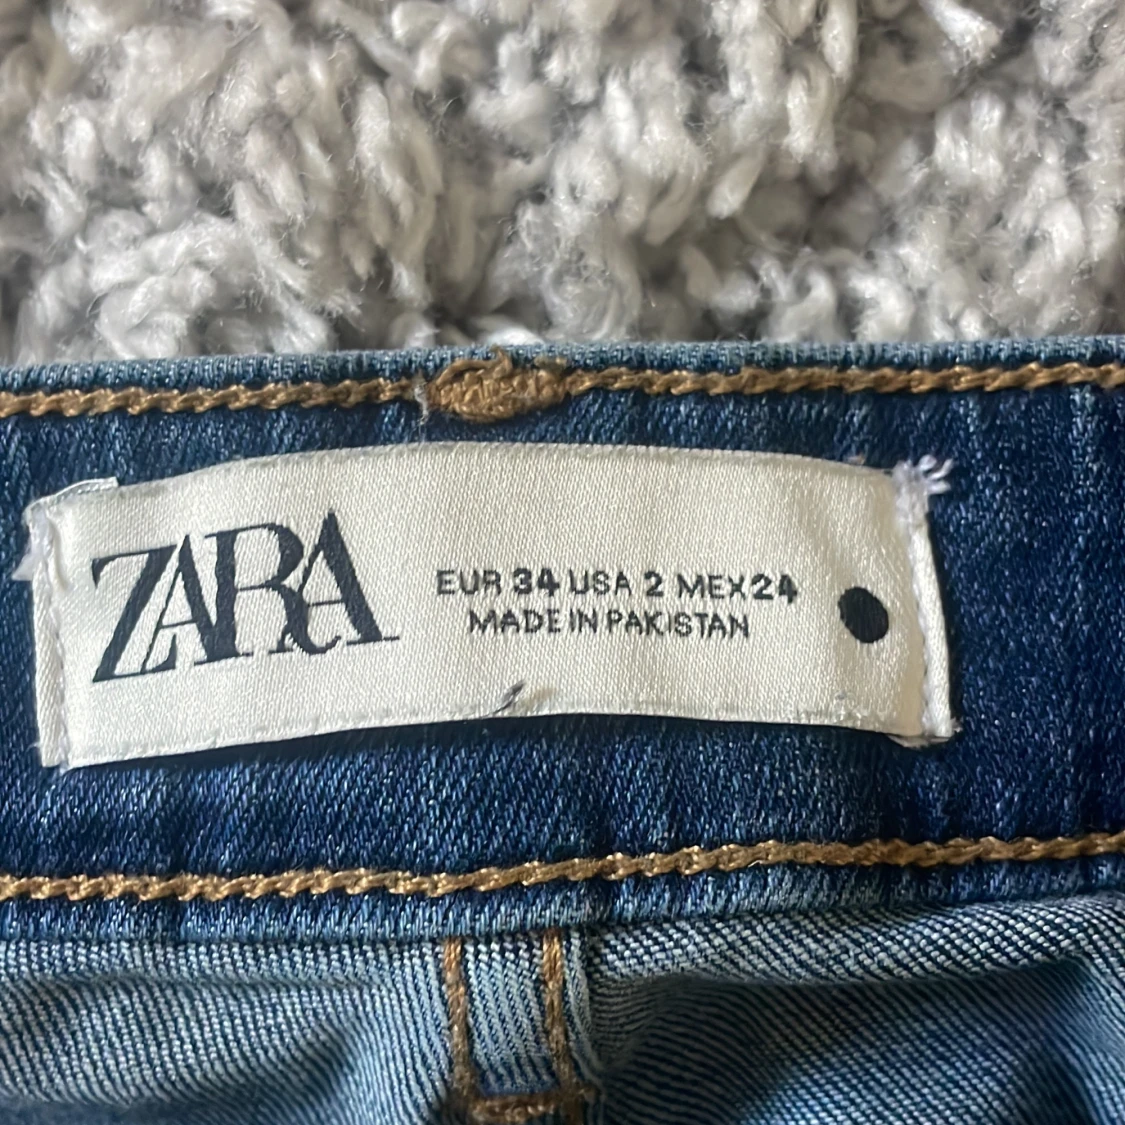 ZARA
EUR 34 USA 2 MEX 24
MADE IN PAKISTAN